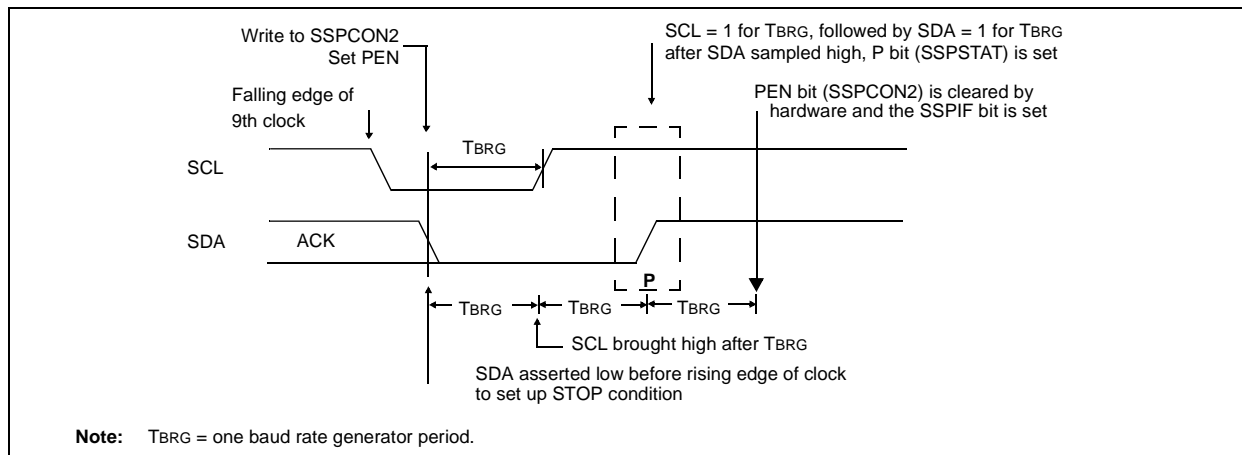 Write to SSPCON2
Set PEN
SCL = 1 for TBRG, followed by SDA = 1 for TBRG
after SDA sampled high, P bit (SSPSTAT) is set
PEN bit (SSPCON2) is cleared by
hardware and the SSPIF bit is set
Falling edge of
9th clock
TBRG
SCL
SDA
ACK
P
TBRG
TBRG
TBRG
SCL brought high after TBRG
SDA asserted low before rising edge of clock
to set up STOP condition
Note: TBRG = one baud rate generator period.